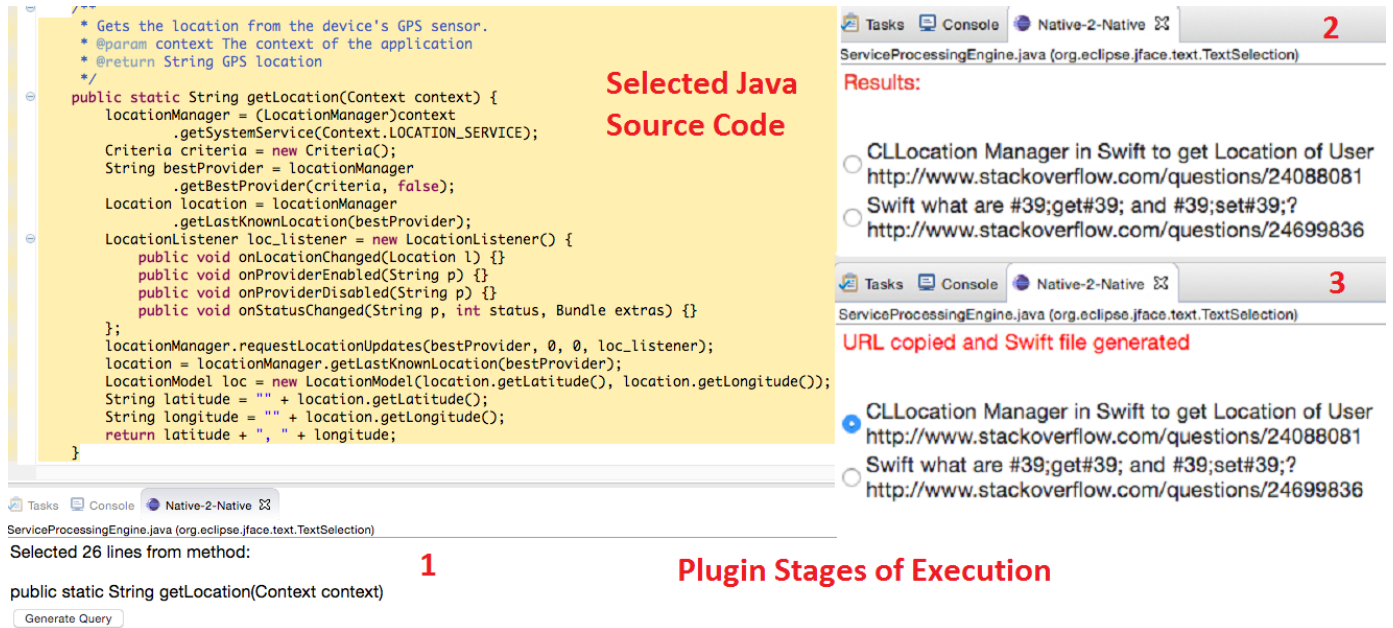 /**
* Gets the location from the device's GPS sensor.
* @param context The context of the application
* @return String GPS location
*/
public static String getLocation(Context context) {
locationManager = (LocationManager)context
.getSystemService(Context.LOCATION_SERVICE);
Criteria criteria = new Criteria();
String bestProvider = locationManager
.getBestProvider(criteria, false);
Location location = locationManager
.getLastKnownLocation(bestProvider);
LocationListener loc_listener = new LocationListener() {
public void onLocationChanged(Location l) {}
public void onProviderEnabled(String p) {}
public void onProviderDisabled(String p) {}
public void onStatusChanged(String p, int status, Bundle extras) {}
};
locationManager.requestLocationUpdates(bestProvider, 0, 0, loc_listener);
location = locationManager.getLastKnownLocation(bestProvider);
LocationModel loc = new LocationModel(location.getLatitude(), location.getLongitude());
String latitude = "" + location.getLatitude();
String longitude = "" + location.getLongitude();
return latitude + ", " + longitude;
}
Selected Java
Source Code
Tasks Console Native-2-Native
ServiceProcessingEngine.java (org.eclipse.jface.text.TextSelection)
Selected 26 lines from method:
1
public static String getLocation(Context context)
Generate Query
Tasks Console Native-2-Native
2
ServiceProcessingEngine.java (org.eclipse.jface.text.TextSelection)
Results:
CLLocation Manager in Swift to get Location of User
http://www.stackoverflow.com/questions/24088081
Swift what are #39;get#39; and #39;set#39;?
http://www.stackoverflow.com/questions/24699836
Tasks Console Native-2-Native
3
ServiceProcessingEngine.java (org.eclipse.jface.text.TextSelection)
URL copied and Swift file generated
CLLocation Manager in Swift to get Location of User
http://www.stackoverflow.com/questions/24088081
Swift what are #39;get#39; and #39;set#39;?
http://www.stackoverflow.com/questions/24699836
Plugin Stages of Execution